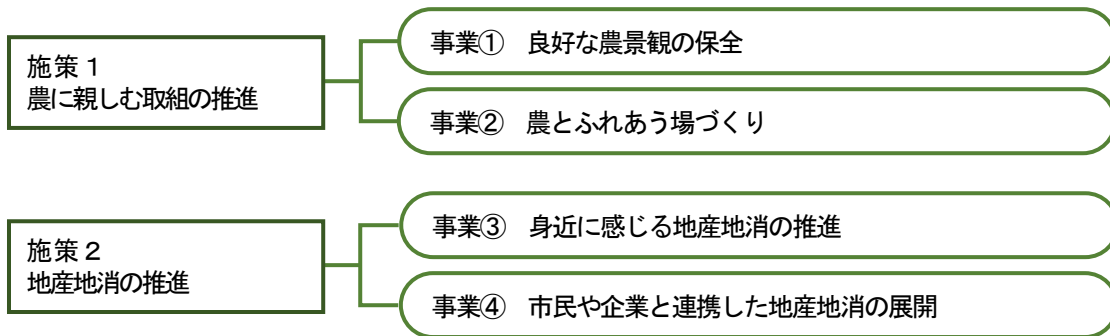 施策1
農に親しむ取組の推進
事業① 良好な農景観の保全
事業② 農とふれあう場づくり
施策2
地産地消の推進
事業③ 身近に感じる地産地消の推進
事業④ 市民や企業と連携した地産地消の展開